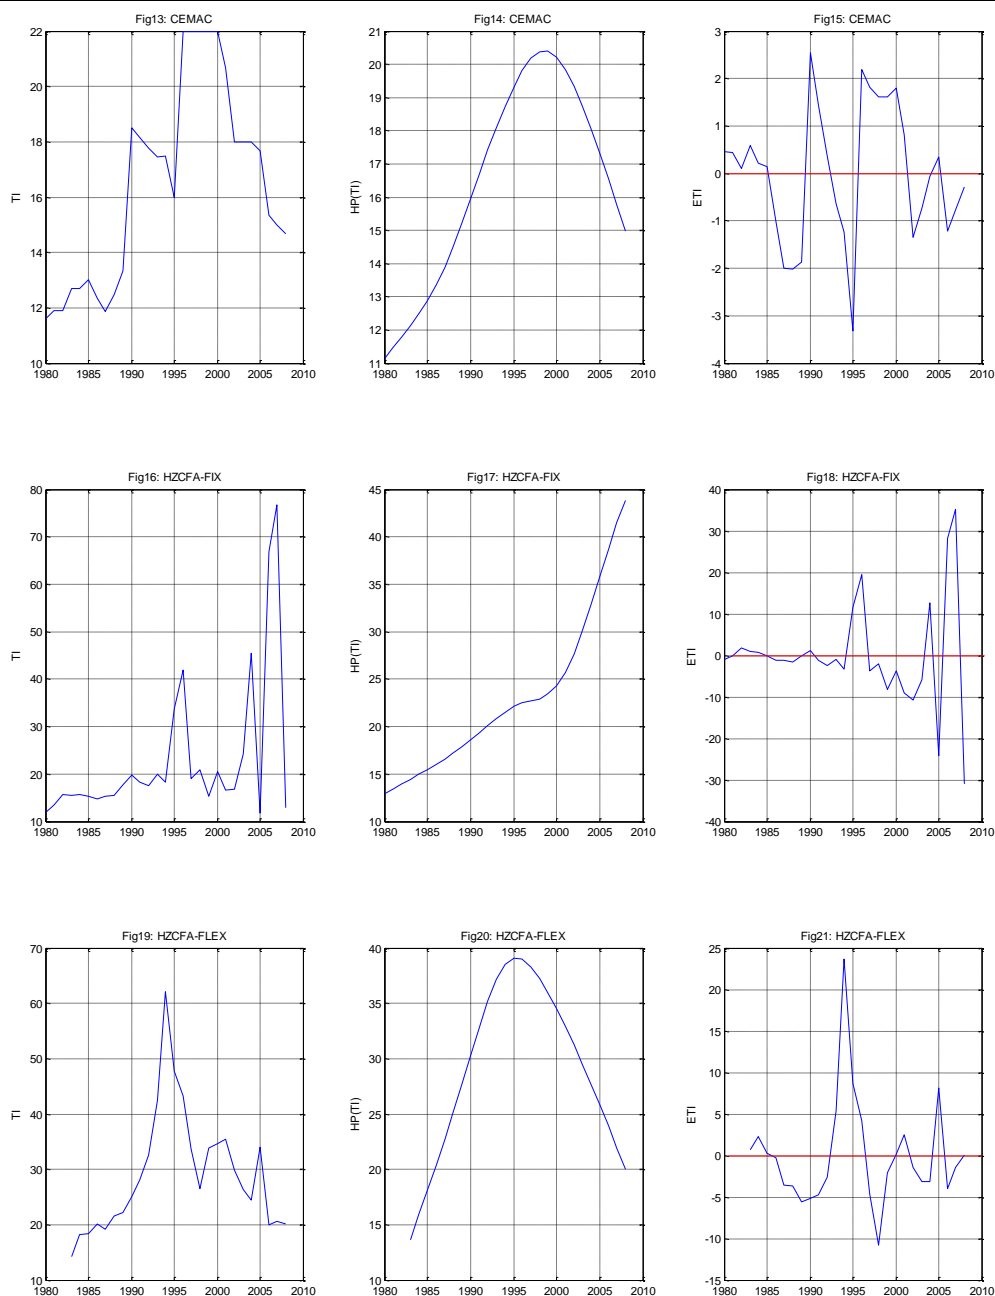 Fig13: CEMAC
TI
22
20
18
16
14
12
10
1980 1985 1990 1995 2000 2005 2010
Fig14: CEMAC
HP(TI)
21
20
19
18
17
16
15
14
13
12
11
1980 1985 1990 1995 2000 2005 2010
Fig15: CEMAC
ETI
3
2
1
0
-1
-2
-3
-4
1980 1985 1990 1995 2000 2005 2010
Fig16: HZCFA-FIX
TI
80
70
60
50
40
30
20
10
1980 1985 1990 1995 2000 2005 2010
Fig17: HZCFA-FIX
HP(TI)
45
40
35
30
25
20
15
10
1980 1985 1990 1995 2000 2005 2010
Fig18: HZCFA-FIX
ETI
40
30
20
10
0
-10
-20
-30
-40
1980 1985 1990 1995 2000 2005 2010
Fig19: HZCFA-FLEX
TI
70
60
50
40
30
20
10
1980 1985 1990 1995 2000 2005 2010
Fig20: HZCFA-FLEX
HP(TI)
40
35
30
25
20
15
10
1980 1985 1990 1995 2000 2005 2010
Fig21: HZCFA-FLEX
ETI
25
20
15
10
5
0
-5
-10
-15
1980 1985 1990 1995 2000 2005 2010